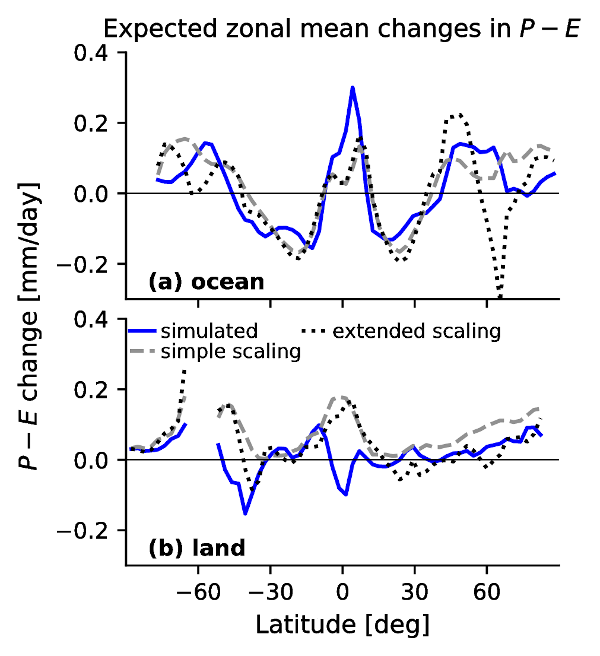 Expected zonal mean changes in P − E
0.4
0.2
0.0
−0.2
(a) ocean
P − E change [mm/day]
0.4
simulated
extended scaling
simple scaling
0.2
0.0
−0.2
(b) land
−60 −30 0 30 60
Latitude [deg]